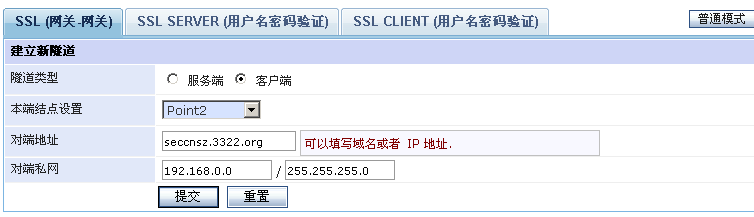 SSL (网关-网关) SSL SERVER (用户名密码验证) SSL CLIENT (用户名密码验证) 普通模式
建立新隧道
隧道类型 服务端 客户端
本端结点设置 Point2
对端地址 seccnsz.3322.org 可以填写域名或者 IP 地址.
对端私网 192.168.0.0 / 255.255.255.0
提交 重置